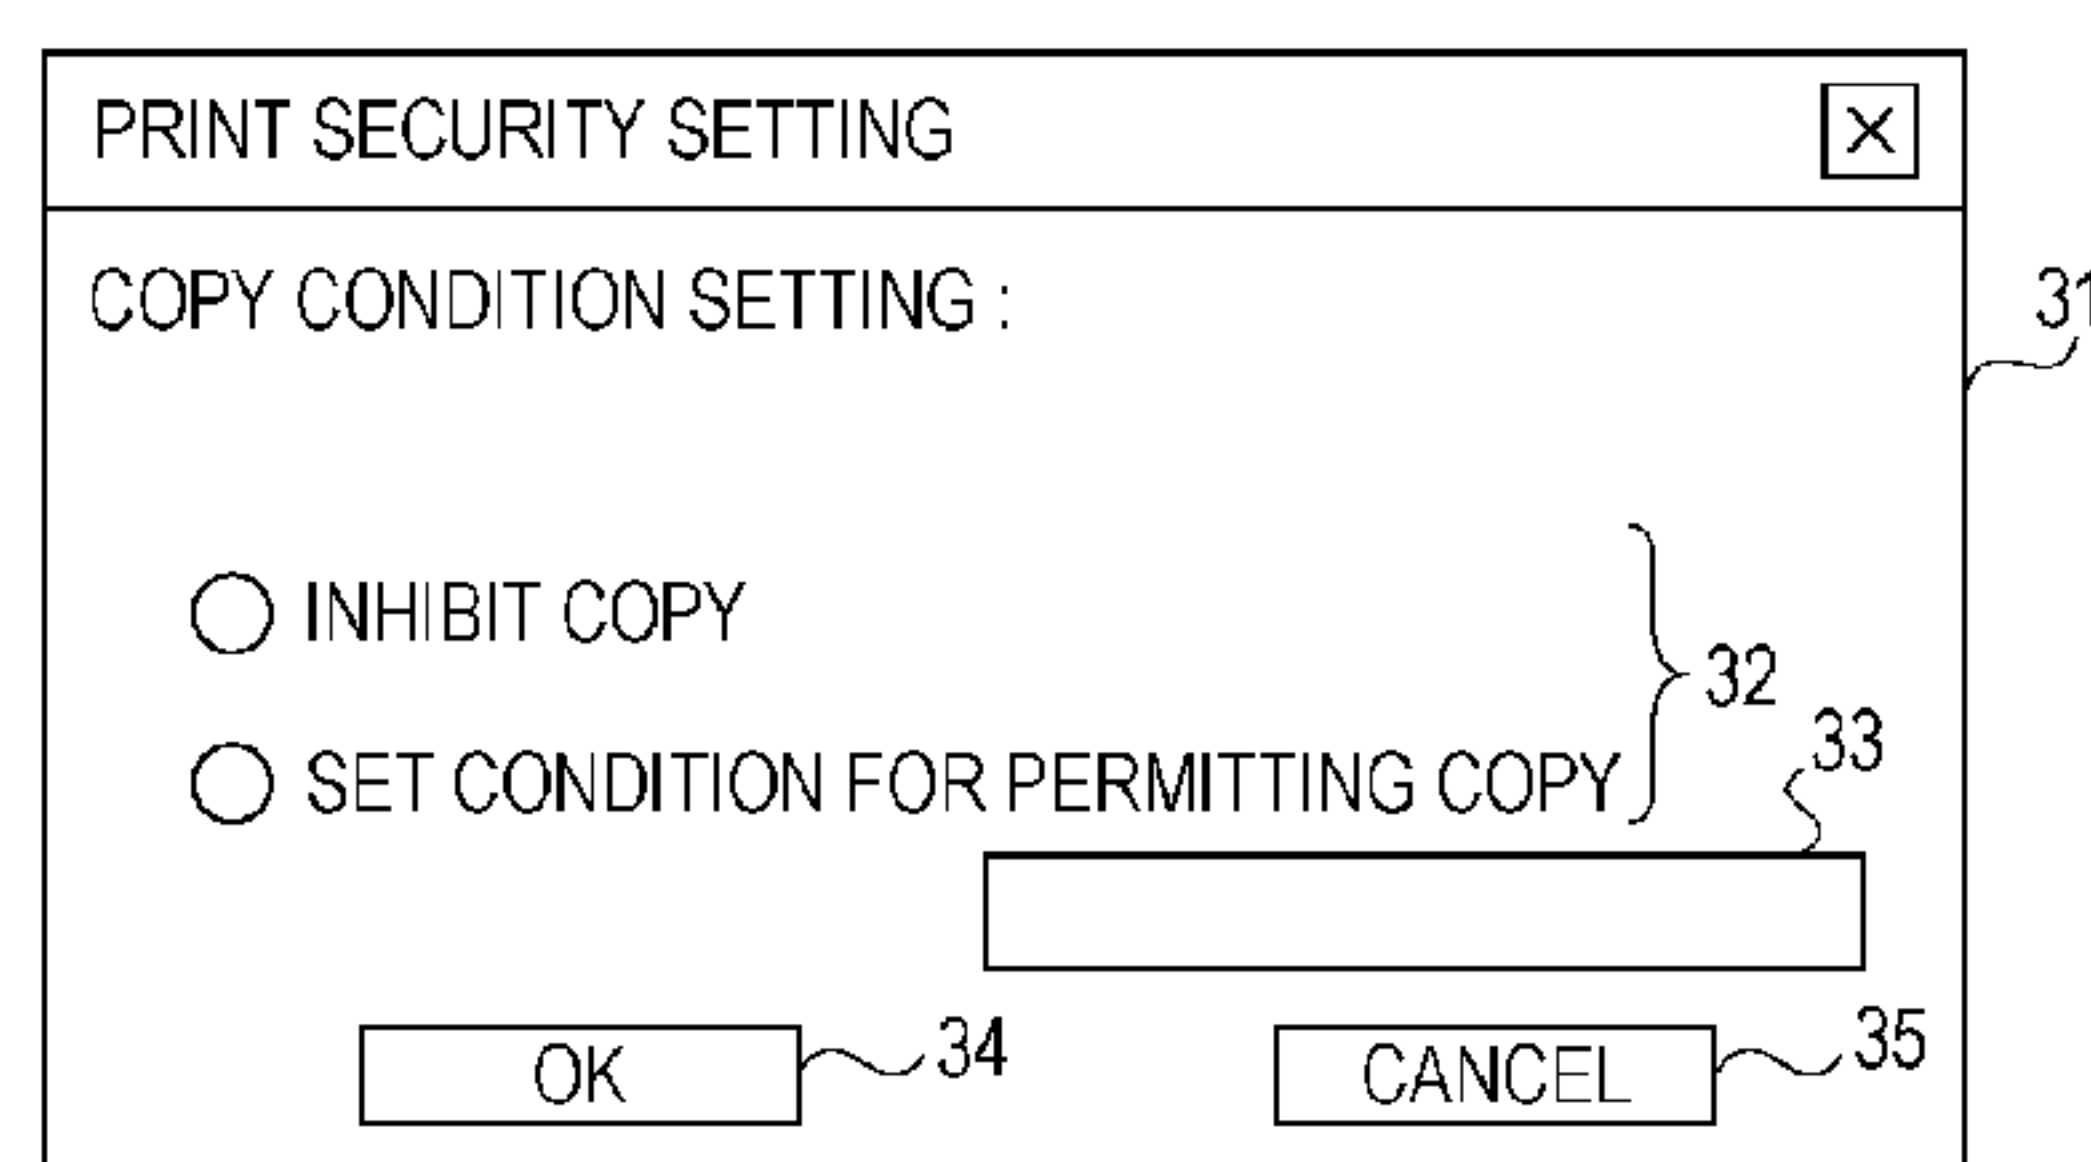 PRINT SECURITY SETTING X
COPY CONDITION SETTING :
31
INHIBIT COPY
32
33
SET CONDITION FOR PERMITTING COPY
OK
34
CANCEL
35